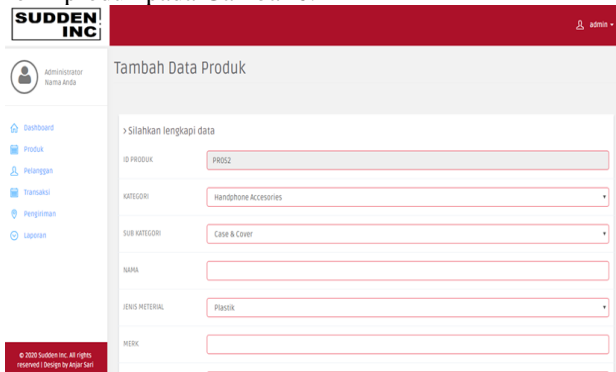 SUDDEN
INC
admin
Administrator
Nama Anda
Tambah Data Produk
Dashboard
Produk
Pelanggan
Transaksi
Pengiriman
Laporan
› Silahkan lengkapi data
ID PRODUK
PR052
KATEGORI
Handphone Accesories
SUB KATEGORI
Case & Cover
NAMA
JENIS METERIAL
Plastik
MERK
© 2020 Sudden Inc. All rights
reserved | Design by Anjar Sari